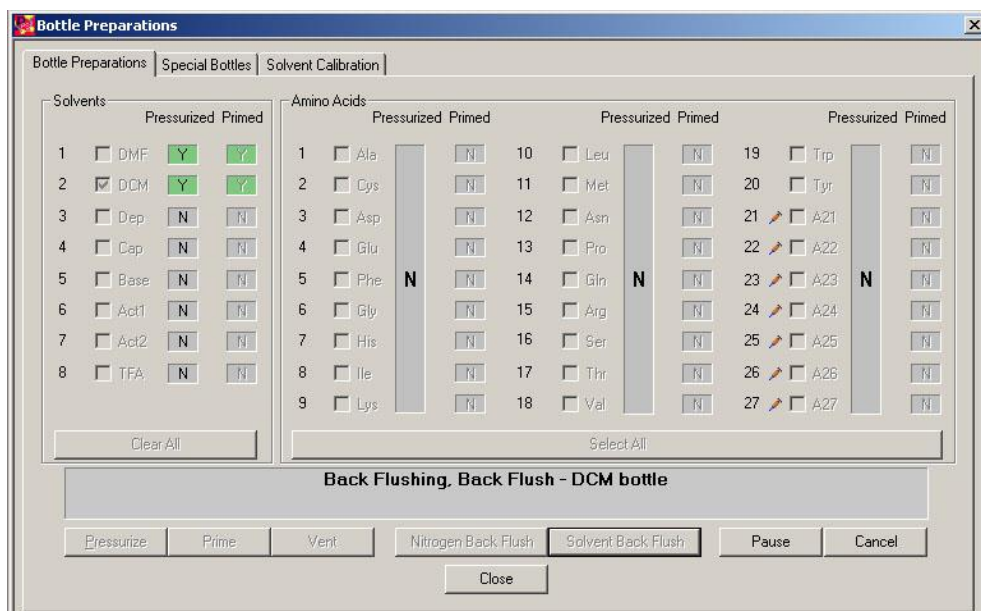 Bottle Preparations
Bottle Preparations Special Bottles Solvent Calibration
Solvents
Pressurized Primed
1 DMF Y Y
2 DCM Y Y
3 Dep N N
4 Cap N N
5 Base N N
6 Act1 N N
7 Act2 N N
8 TFA N N
Clear All
Amino Acids
Pressurized Primed Pressurized Primed Pressurized Primed
1 Ala N 10 Leu N 19 Trp N
2 Cys N 11 Met N 20 Tyr N
3 Asp N 12 Asn N 21 A21 N
4 Glu N 13 Pro N 22 A22 N
5 Phe N N 14 Gln N N 23 A23 N N
6 Gly N 15 Arg N 24 A24 N
7 His N 16 Ser N 25 A25 N
8 Ile N 17 Thr N 26 A26 N
9 Lys N 18 Val N 27 A27 N
Select All
Back Flushing, Back Flush - DCM bottle
Pressurize Prime Vent Nitrogen Back Flush Solvent Back Flush Pause Cancel
Close